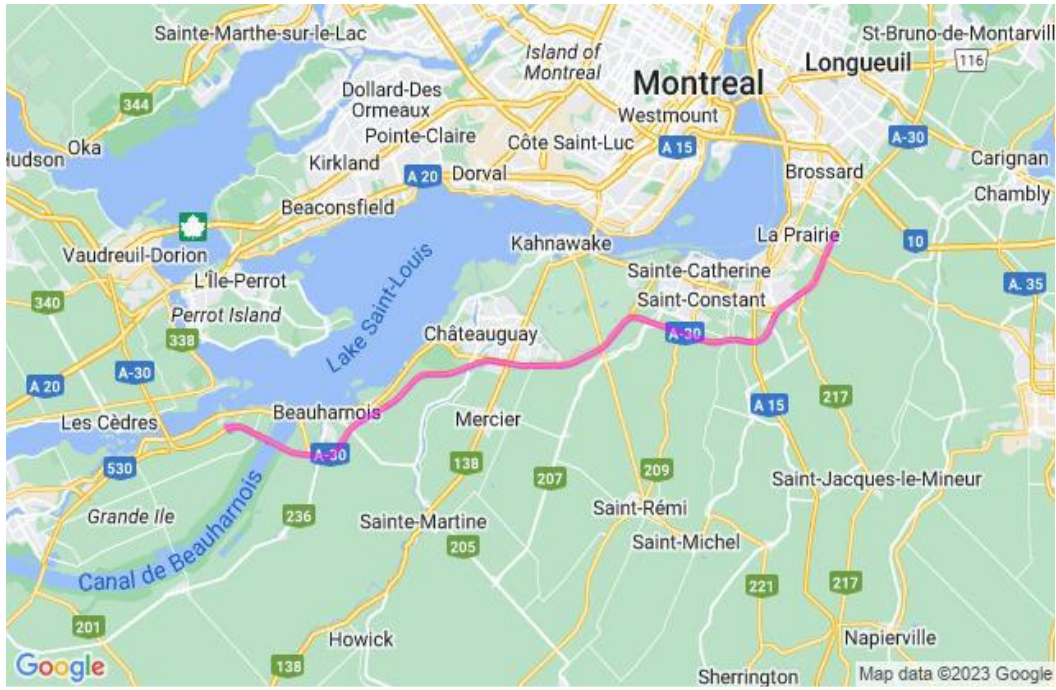 Sainte-Marthe-sur-le-Lac
St-Bruno-de-Montarvill
Island of
Montreal
Longueuil
116
Montreal
Dollard-Des
Ormeaux
344
Westmount
Pointe-Claire
Côte Saint-Luc
A 15
A-30
Oka
Hudson
Kirkland
Carignan
A 20
Dorval
Brossard
Chambly
Beaconsfield
La Prairie
Kahnawake
10
Vaudreuil-Dorion
Sainte-Catherine
L'Île-Perrot
A. 35
340
Saint-Constant
Perrot Island
Lake Saint-Louis
338
Châteauguay
A-30
A-30
A 20
217
A 15
Beauharnois
Les Cèdres
Mercier
A-30
530
138
209
207
Saint-Jacques-le-Mineur
Saint-Rémi
Grande Ile
236
Sainte-Martine
Saint-Michel
205
Canal de Beauharnois
221
217
201
Howick
Napierville
138
Google
Sherrington
Map data ©2023 Google